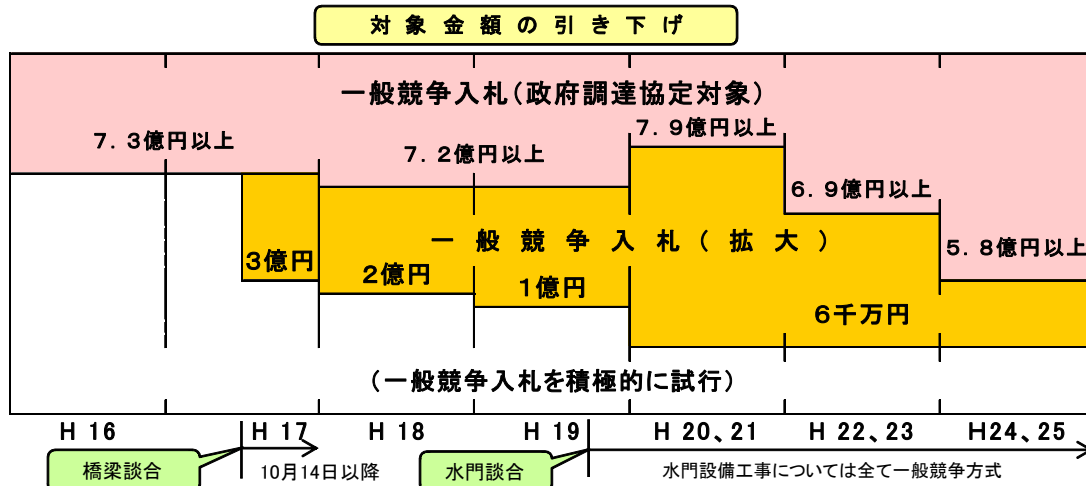 対象金額の引き下げ
一般競争入札(政府調達協定対象)
7.3億円以上
7.2億円以上
7.9億円以上
6.9億円以上
5.8億円以上
一般競争入札(拡大)
3億円
2億円
1億円
6千万円
(一般競争入札を積極的に試行)
H 16
H 17
H 18
H 19
H 20、21
H 22、23
H24、25
橋梁談合
10月14日以降
水門談合
水門設備工事については全て一般競争方式